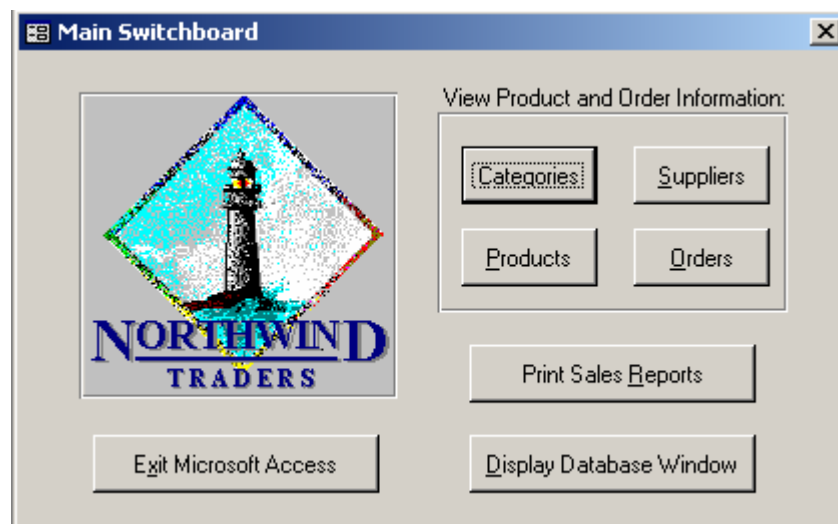 Main Switchboard
View Product and Order Information:
Categories
Suppliers
Products
Orders
NORTHWIND
TRADERS
Print Sales Reports
Exit Microsoft Access
Display Database Window